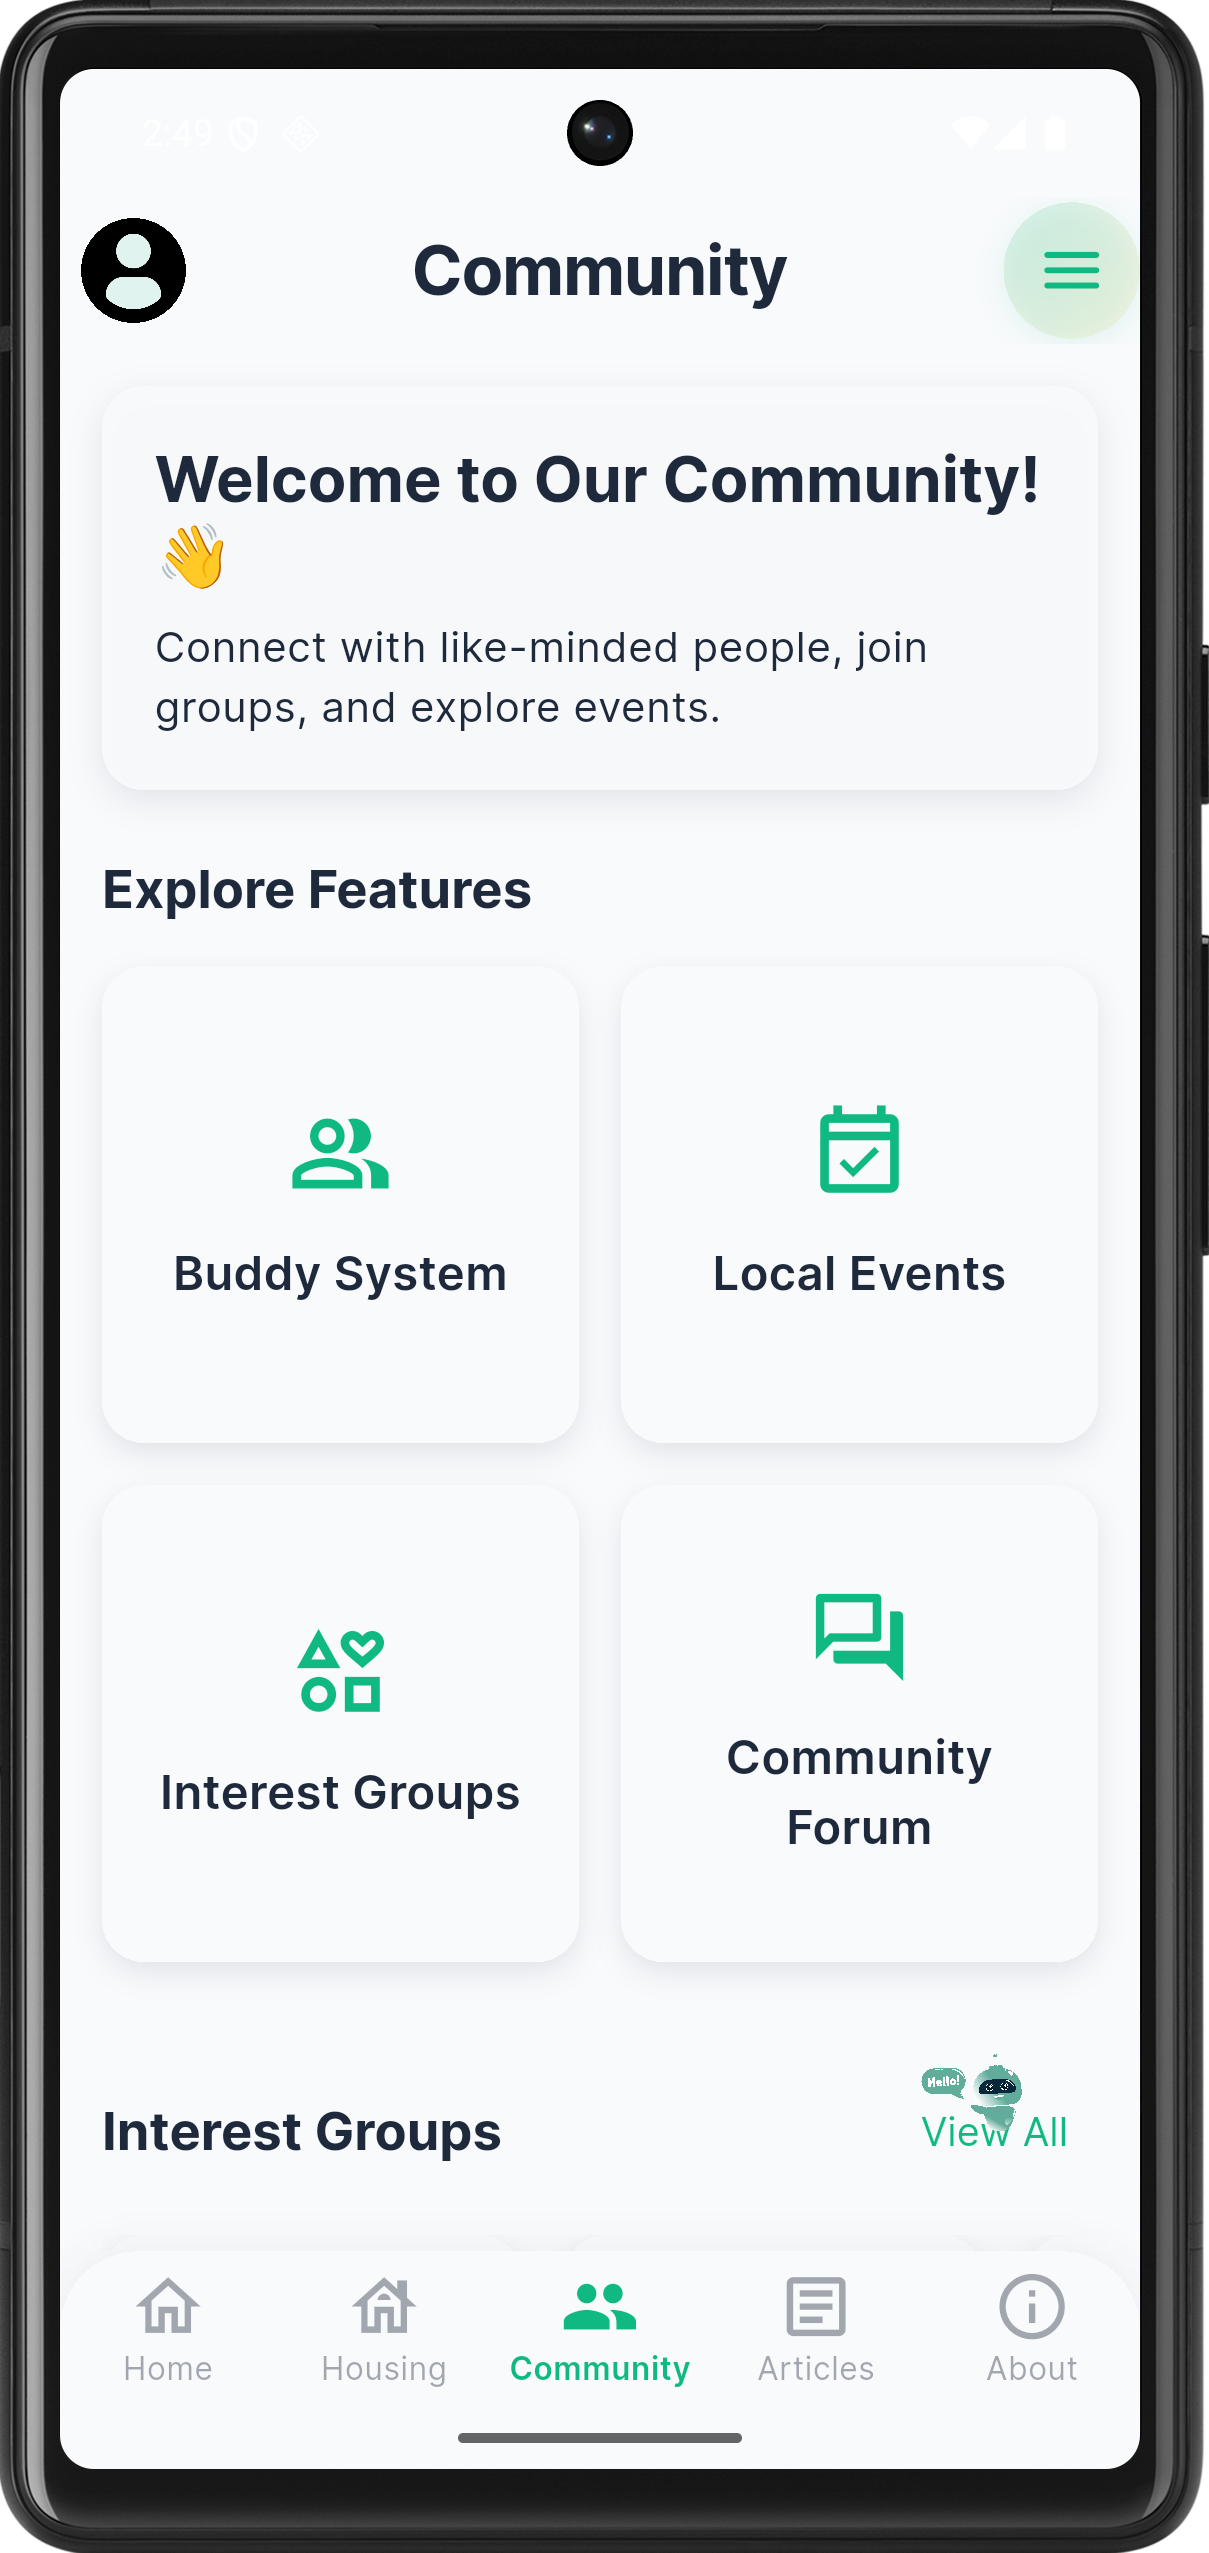 2:49
Community
Welcome to Our Community!
👋
Connect with like-minded people, join
groups, and explore events.
Explore Features
Buddy System
Local Events
Interest Groups
Community
Forum
Hello!
Interest Groups
View All
Home
Housing
Community
Articles
About